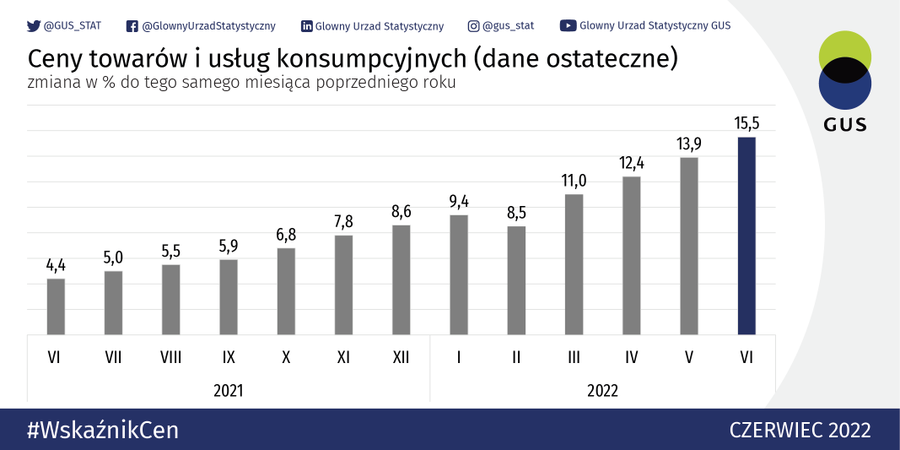 @GUS_STAT @GlownyUrzadStatystyczny Glowny Urzad Statystyczny @gus_stat Glowny Urzad Statystyczny GUS
Ceny towarów i usług konsumpcyjnych (dane ostateczne)
zmiana w % do tego samego miesiąca poprzedniego roku
GUS
4,4 5,0 5,5 5,9 6,8 7,8 8,6 9,4 8,5 11,0 12,4 13,9 15,5
VI VII VIII IX X XI XII I II III IV V VI
2021 2022
#WskaźnikCen CZERWIEC 2022